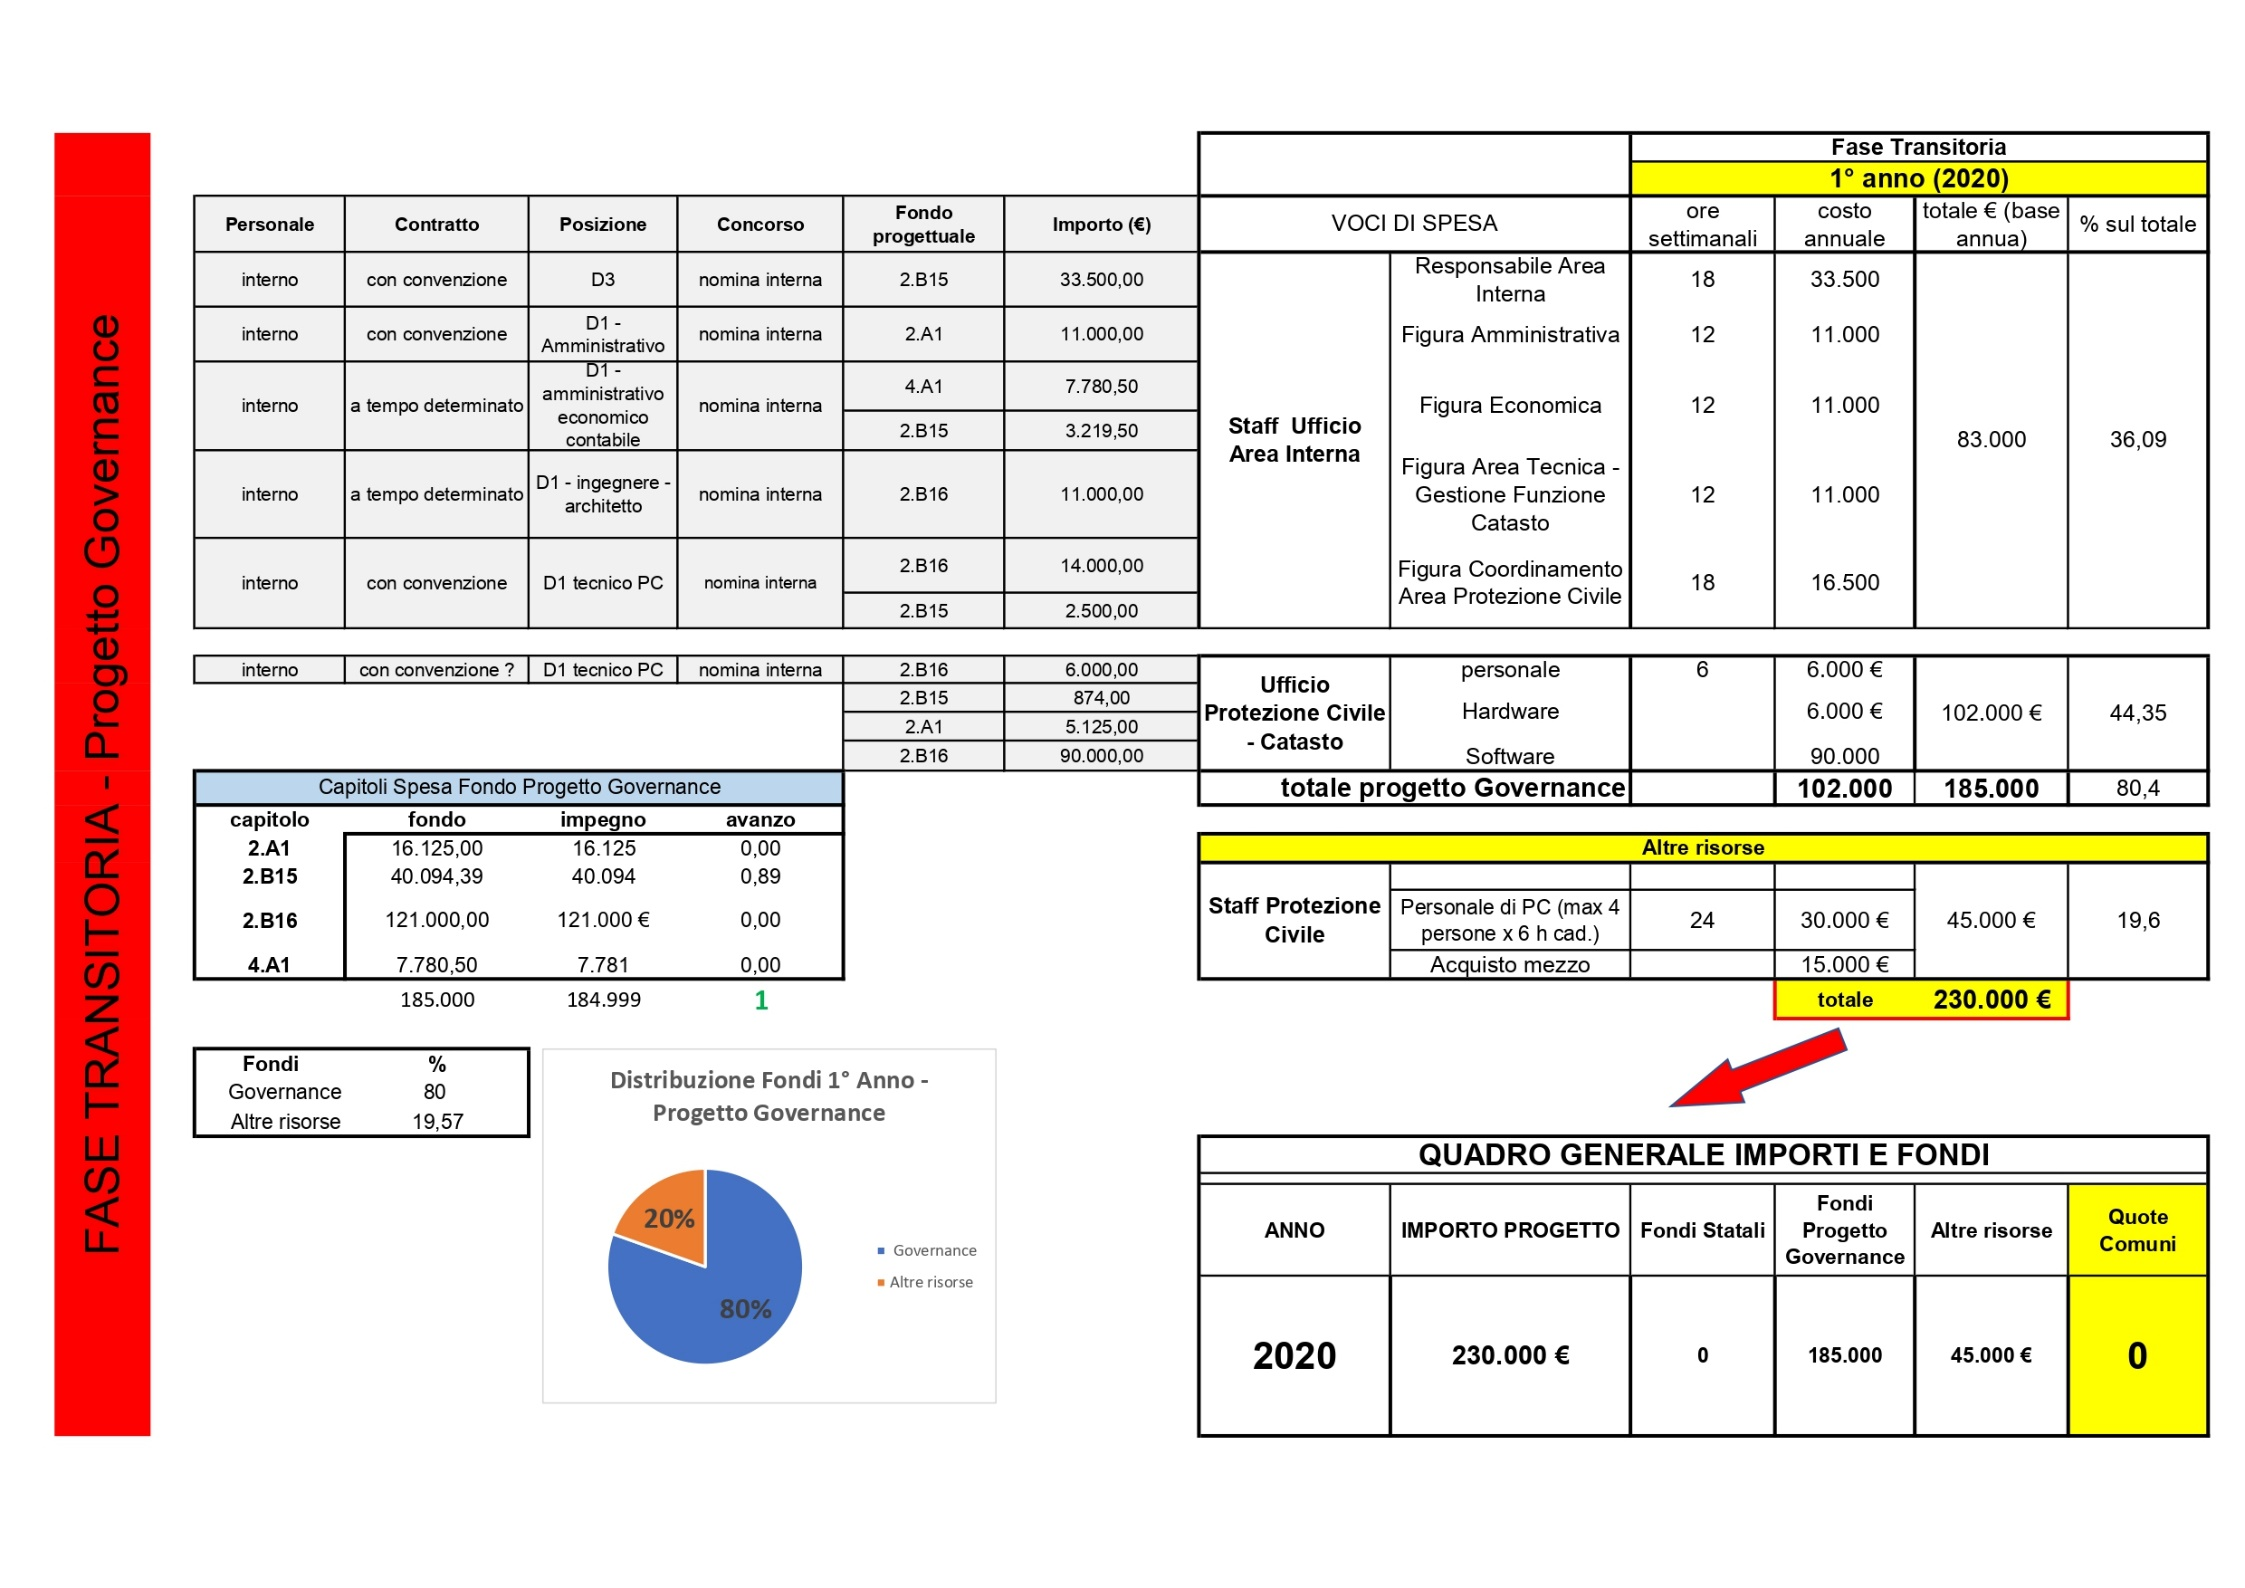 FASE TRANSITORIA - Progetto Governance
Fase Transitoria
1° anno (2020)
Personale Contratto Posizione Concorso Fondo progettuale Importo (€) VOCI DI SPESA ore settimanali costo annuale totale € (base annua) % sul totale
interno con convenzione D3 nomina interna 2.B15 33.500,00 Staff Ufficio Area Interna Responsabile Area Interna 18 33.500 83.000 36,09
interno con convenzione D1 - Amministrativo nomina interna 2.A1 11.000,00 Figura Amministrativa 12 11.000
interno a tempo determinato D1 - amministrativo economico contabile nomina interna 4.A1 7.780,50 Figura Economica 12 11.000
2.B15 3.219,50
interno a tempo determinato D1 - ingegnere - architetto nomina interna 2.B16 11.000,00 Figura Area Tecnica - Gestione Funzione Catasto 12 11.000
interno con convenzione D1 tecnico PC nomina interna 2.B16 14.000,00 Figura Coordinamento Area Protezione Civile 18 16.500
2.B15 2.500,00
interno con convenzione ? D1 tecnico PC nomina interna 2.B16 6.000,00 Ufficio Protezione Civile - Catasto personale 6 6.000 € 102.000 € 44,35
2.B15 874,00 Hardware 6.000 €
2.A1 5.125,00
2.B16 90.000,00 Software 90.000
totale progetto Governance 102.000 185.000 80,4
Capitoli Spesa Fondo Progetto Governance
capitolo fondo impegno avanzo
2.A1 16.125,00 16.125 0,00
2.B15 40.094,39 40.094 0,89
2.B16 121.000,00 121.000 € 0,00
4.A1 7.780,50 7.781 0,00
185.000 184.999 1
Altre risorse
Staff Protezione Civile Personale di PC (max 4 persone x 6 h cad.) 24 30.000 € 45.000 € 19,6
Acquisto mezzo 15.000 €
totale 230.000 €
Fondi %
Governance 80
Altre risorse 19,57
Distribuzione Fondi 1° Anno -
Progetto Governance
20%
80%
Governance
Altre risorse
QUADRO GENERALE IMPORTI E FONDI
ANNO IMPORTO PROGETTO Fondi Statali Fondi Progetto Governance Altre risorse Quote Comuni
2020 230.000 € 0 185.000 45.000 € 0